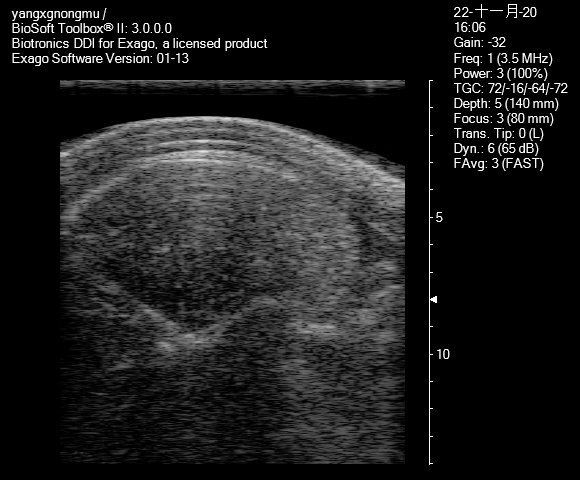 yangxgnongmu /
BioSoft Toolbox® II: 3.0.0.0
Biotronics DDI for Exago, a licensed product
Exago Software Version: 01-13
22-十一月-20
16:06
Gain: -32
Freq: 1 (3.5 MHz)
Power: 3 (100%)
TGC: 72/-16/-64/-72
Depth: 5 (140 mm)
Focus: 3 (80 mm)
Trans. Tip: 0 (L)
Dyn.: 6 (65 dB)
FAvg: 3 (FAST)
5
10